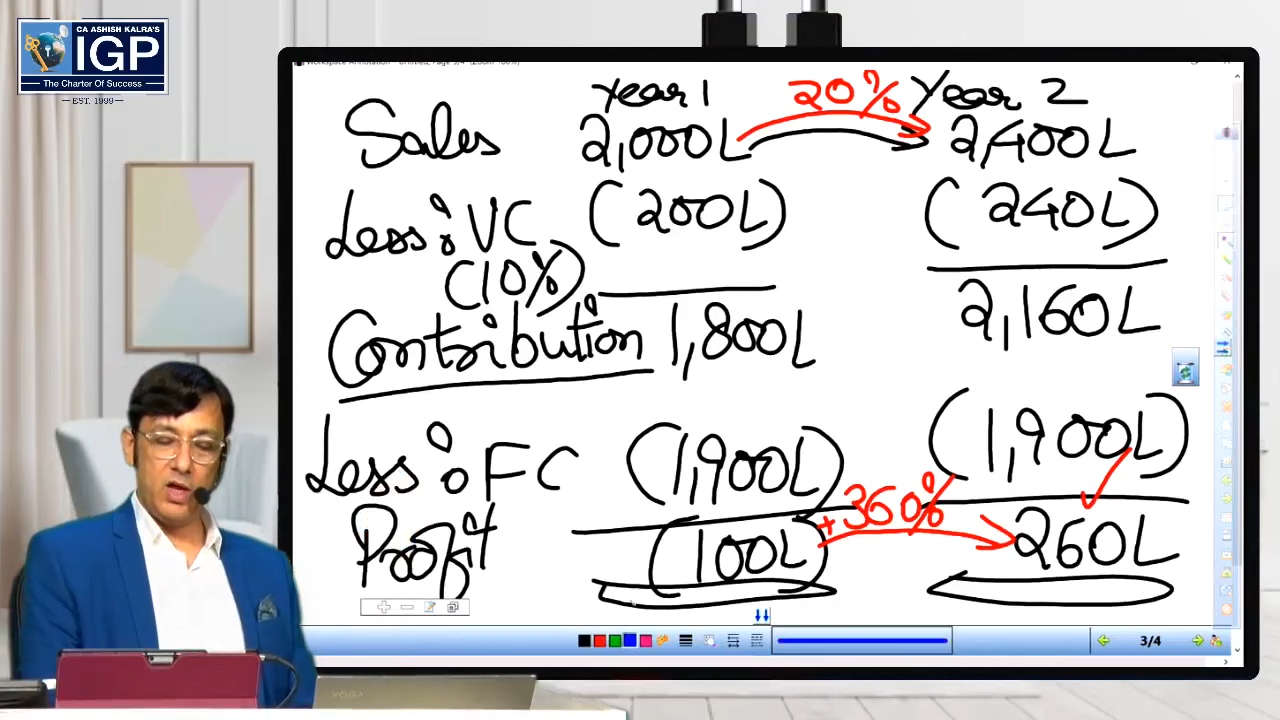 CA ASHISH KALRA'S
IGP
The Charter Of Success
EST. 1999
Year 1 20% Year 2
Sales 2,000L 2,400L
Less: VC (200L) (240L)
(10%)
Contribution 1,800L 2,160L
Less: FC (1,900L) (1,900L)
+360%
Profit (100L) 260L
3/4
YOGA